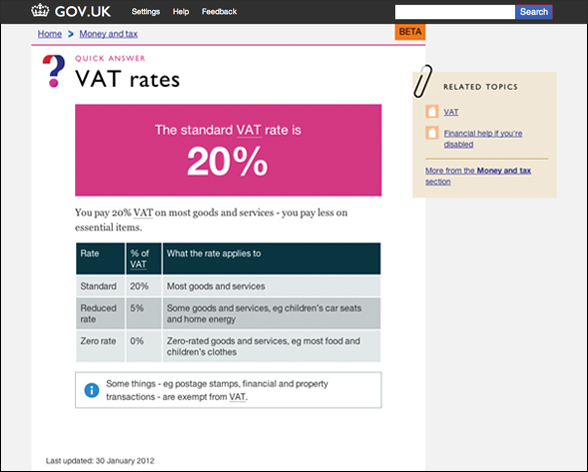 GOV.UK Settings Help Feedback Search
Home Money and tax BETA
QUICK ANSWER
VAT rates
The standard VAT rate is
20%
You pay 20% VAT on most goods and services - you pay less on
essential items.
Rate % of What the rate applies to
VAT
Standard 20% Most goods and services
Reduced 5% Some goods and services, eg children's car seats
rate and home energy
Zero rate 0% Zero-rated goods and services, eg most food and
children's clothes
Some things - eg postage stamps, financial and property
transactions - are exempt from VAT.
Last updated: 30 January 2012
RELATED TOPICS
VAT
Financial help if you're
disabled
More from the Money and tax
section